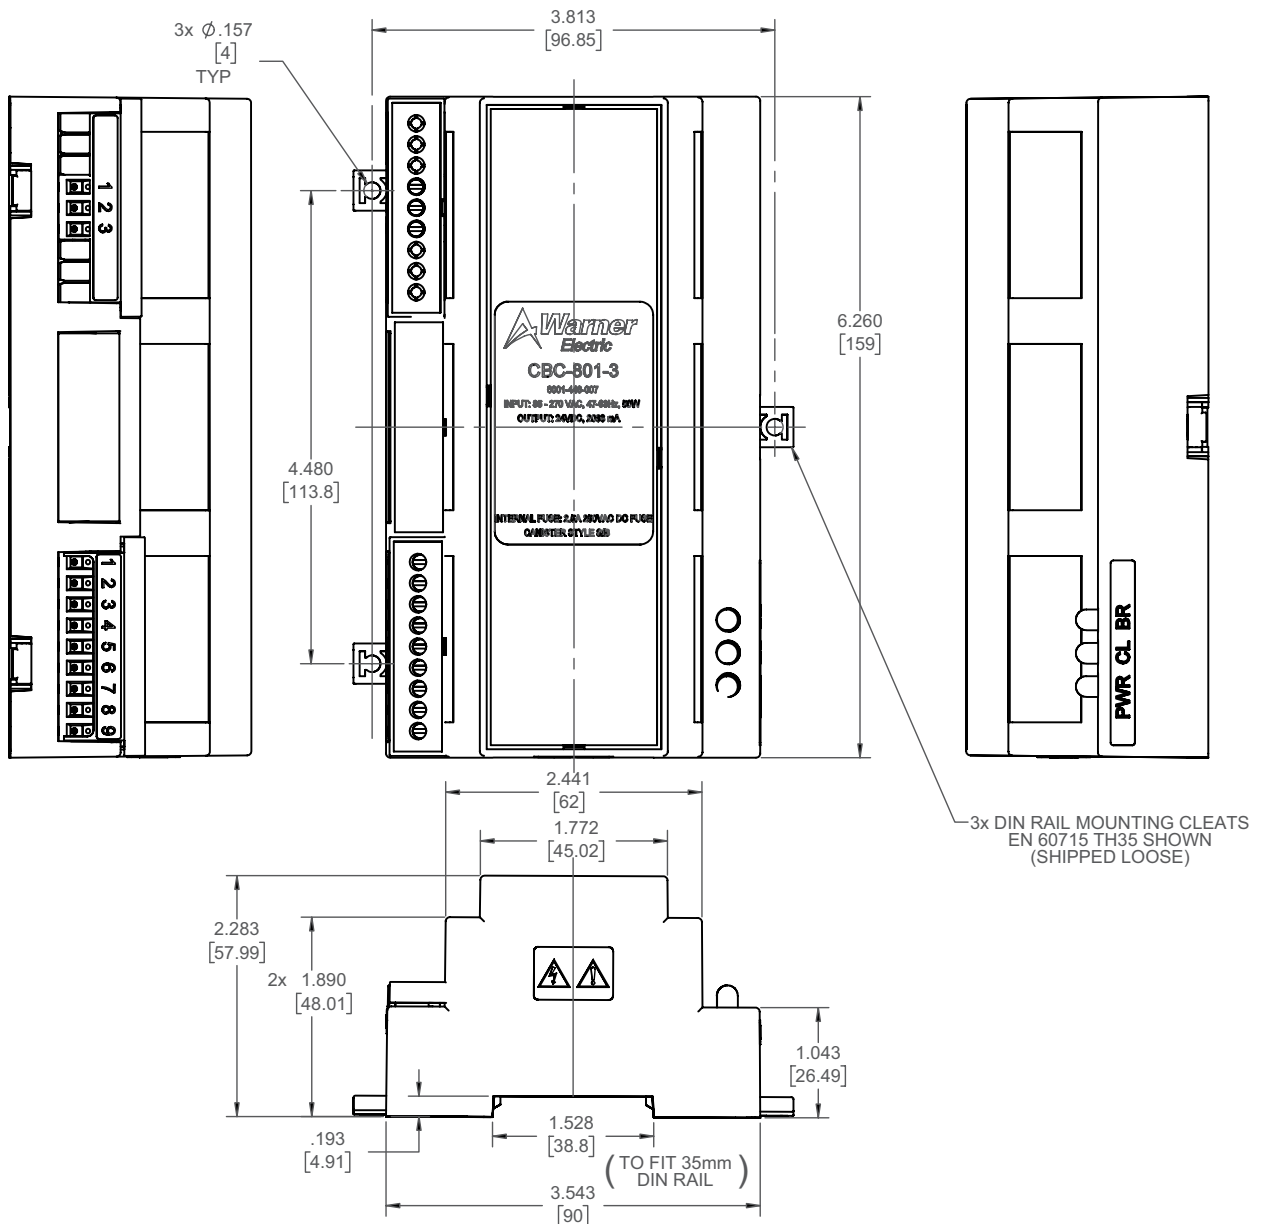 3x Ø.157
[4]
TYP
3.813
[96.85]
1
2
3
6.260
[159]
Warner
Electric
CBC-801-3
OUTPUT: 24VDC,
4.480
[113.8]
CANISTER STYLE
1
2
3
4
5
6
7
8
9
PWR CL BR
2.441
[62]
1.772
[45.02]
3x DIN RAIL MOUNTING CLEATS
EN 60715 TH35 SHOWN
(SHIPPED LOOSE)
2.283
[57.99]
2x 1.890
[48.01]
1.043
[26.49]
.193
[4.91]
1.528
[38.8]
(TO FIT 35mm
DIN RAIL)
3.543
[90]